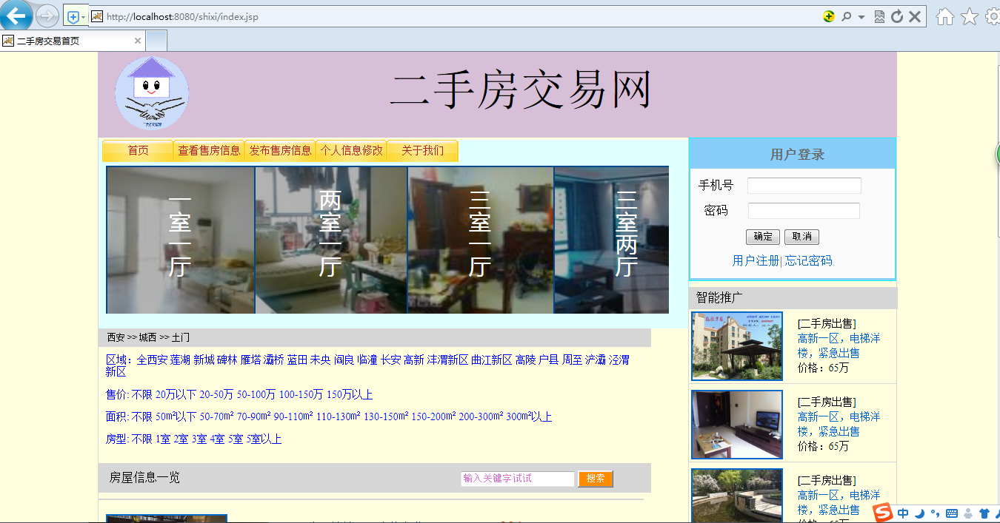 http://localhost:8080/shixi/index.jsp
二手房交易首页
二手房交易网
首页 查看售房信息 发布售房信息 个人信息修改 关于我们
一室一厅
两室一厅
三室一厅
三室两厅
用户登录
手机号
密码
确定 取消
用户注册| 忘记密码
西安 >> 城西 >> 土门
区域：全西安 莲湖 新城 碑林 雁塔 灞桥 蓝田 未央 阎良 临潼 长安 高新 沣渭新区 曲江新区 高陵 户县 周至 浐灞 泾渭
新区
售价: 不限 20万以下 20-50万 50-100万 100-150万 150万以上
面积: 不限 50m²以下 50-70m² 70-90m² 90-110m² 110-130m² 130-150m² 150-200m² 200-300m² 300m²以上
房型: 不限 1室 2室 3室 4室 5室 5室以上
房屋信息一览
输入关键字试试 搜索
智能推广
[二手房出售]
高新一区，电梯洋
楼，紧急出售
价格：65万
[二手房出售]
高新一区，电梯洋
楼，紧急出售
价格：65万
[二手房出售]
高新一区，电梯洋
楼，紧急出售
中